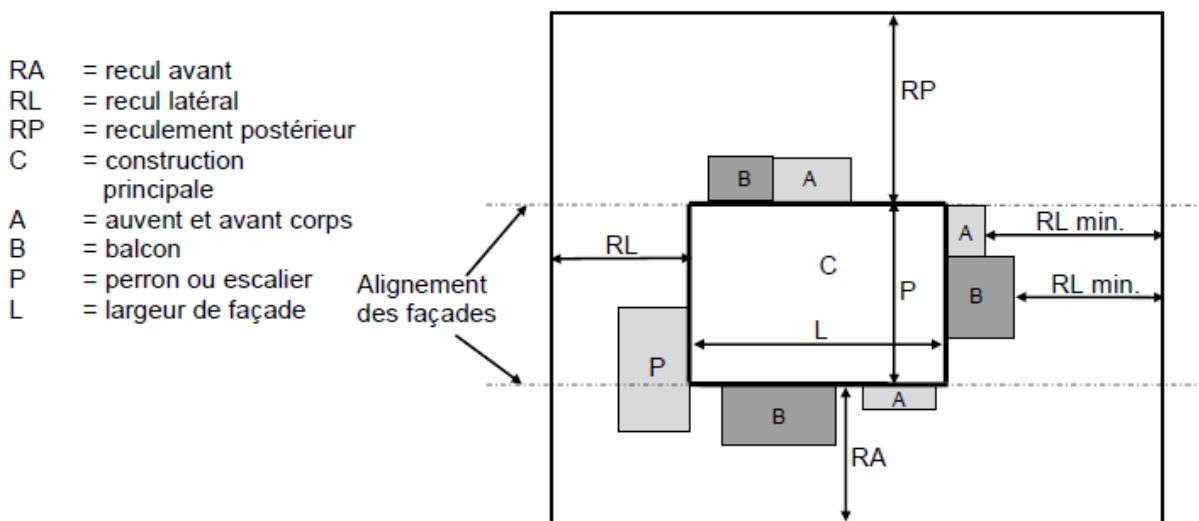 RA = recul avant
RL = recul latéral
RP = reculement postérieur
C = construction
principale
A = auvent et avant corps
B = balcon
P = perron ou escalier
L = largeur de façade
Alignement
des façades
RP
B
A
RL
C
P
A
RL min.
B
RL min.
L
P
B
A
RA